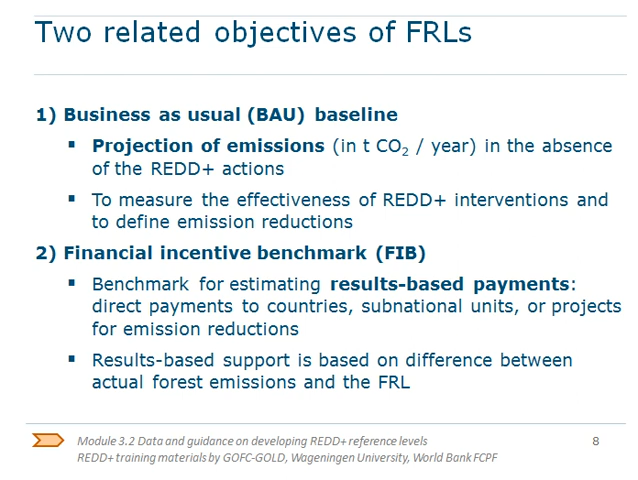 Two related objectives of FRLs
1) Business as usual (BAU) baseline
▪ Projection of emissions (in t CO₂ / year) in the absence
of the REDD+ actions
▪ To measure the effectiveness of REDD+ interventions and
to define emission reductions
2) Financial incentive benchmark (FIB)
▪ Benchmark for estimating results-based payments:
direct payments to countries, subnational units, or projects
for emission reductions
▪ Results-based support is based on difference between
actual forest emissions and the FRL
Module 3.2 Data and guidance on developing REDD+ reference levels
8
REDD+ training materials by GOFC-GOLD, Wageningen University, World Bank FCPF